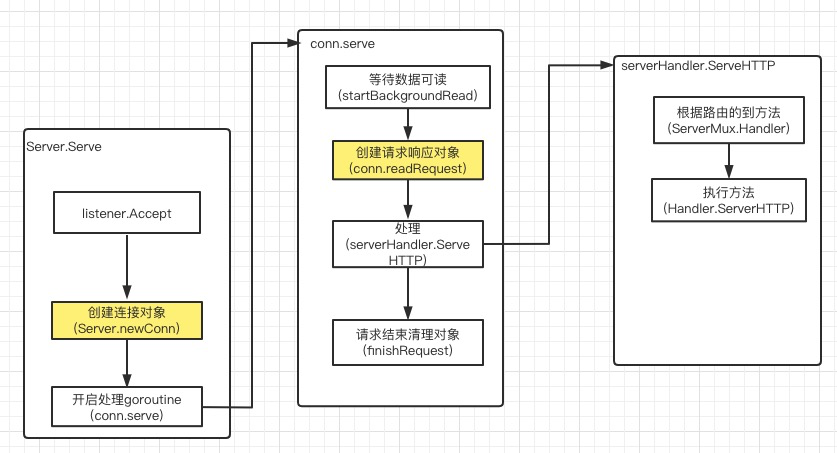 Server.Serve
listener.Accept
创建连接对象
(Server.newConn)
开启处理goroutine
(conn.serve)
conn.serve
等待数据可读
(startBackgroundRead)
创建请求响应对象
(conn.readRequest)
处理
(serverHandler.Serve
HTTP)
请求结束清理对象
(finishRequest)
serverHandler.ServeHTTP
根据路由的到方法
(ServerMux.Handler)
执行方法
(Handler.ServerHTTP)